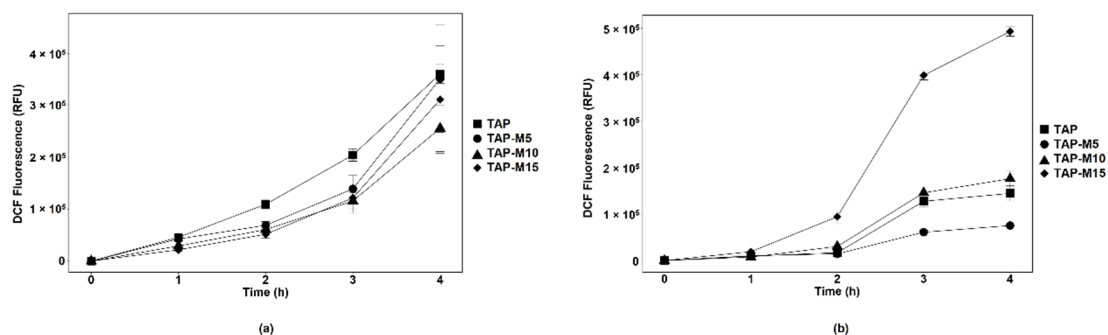 DCF Fluorescence (RFU)
4 × 10⁵
3 × 10⁵
2 × 10⁵
1 × 10⁵
0
0 1 2 3 4
Time (h)
TAP
TAP-M5
TAP-M10
TAP-M15
(a)
DCF Fluorescence (RFU)
5 × 10⁵
4 × 10⁵
3 × 10⁵
2 × 10⁵
1 × 10⁵
0
0 1 2 3 4
Time (h)
TAP
TAP-M5
TAP-M10
TAP-M15
(b)